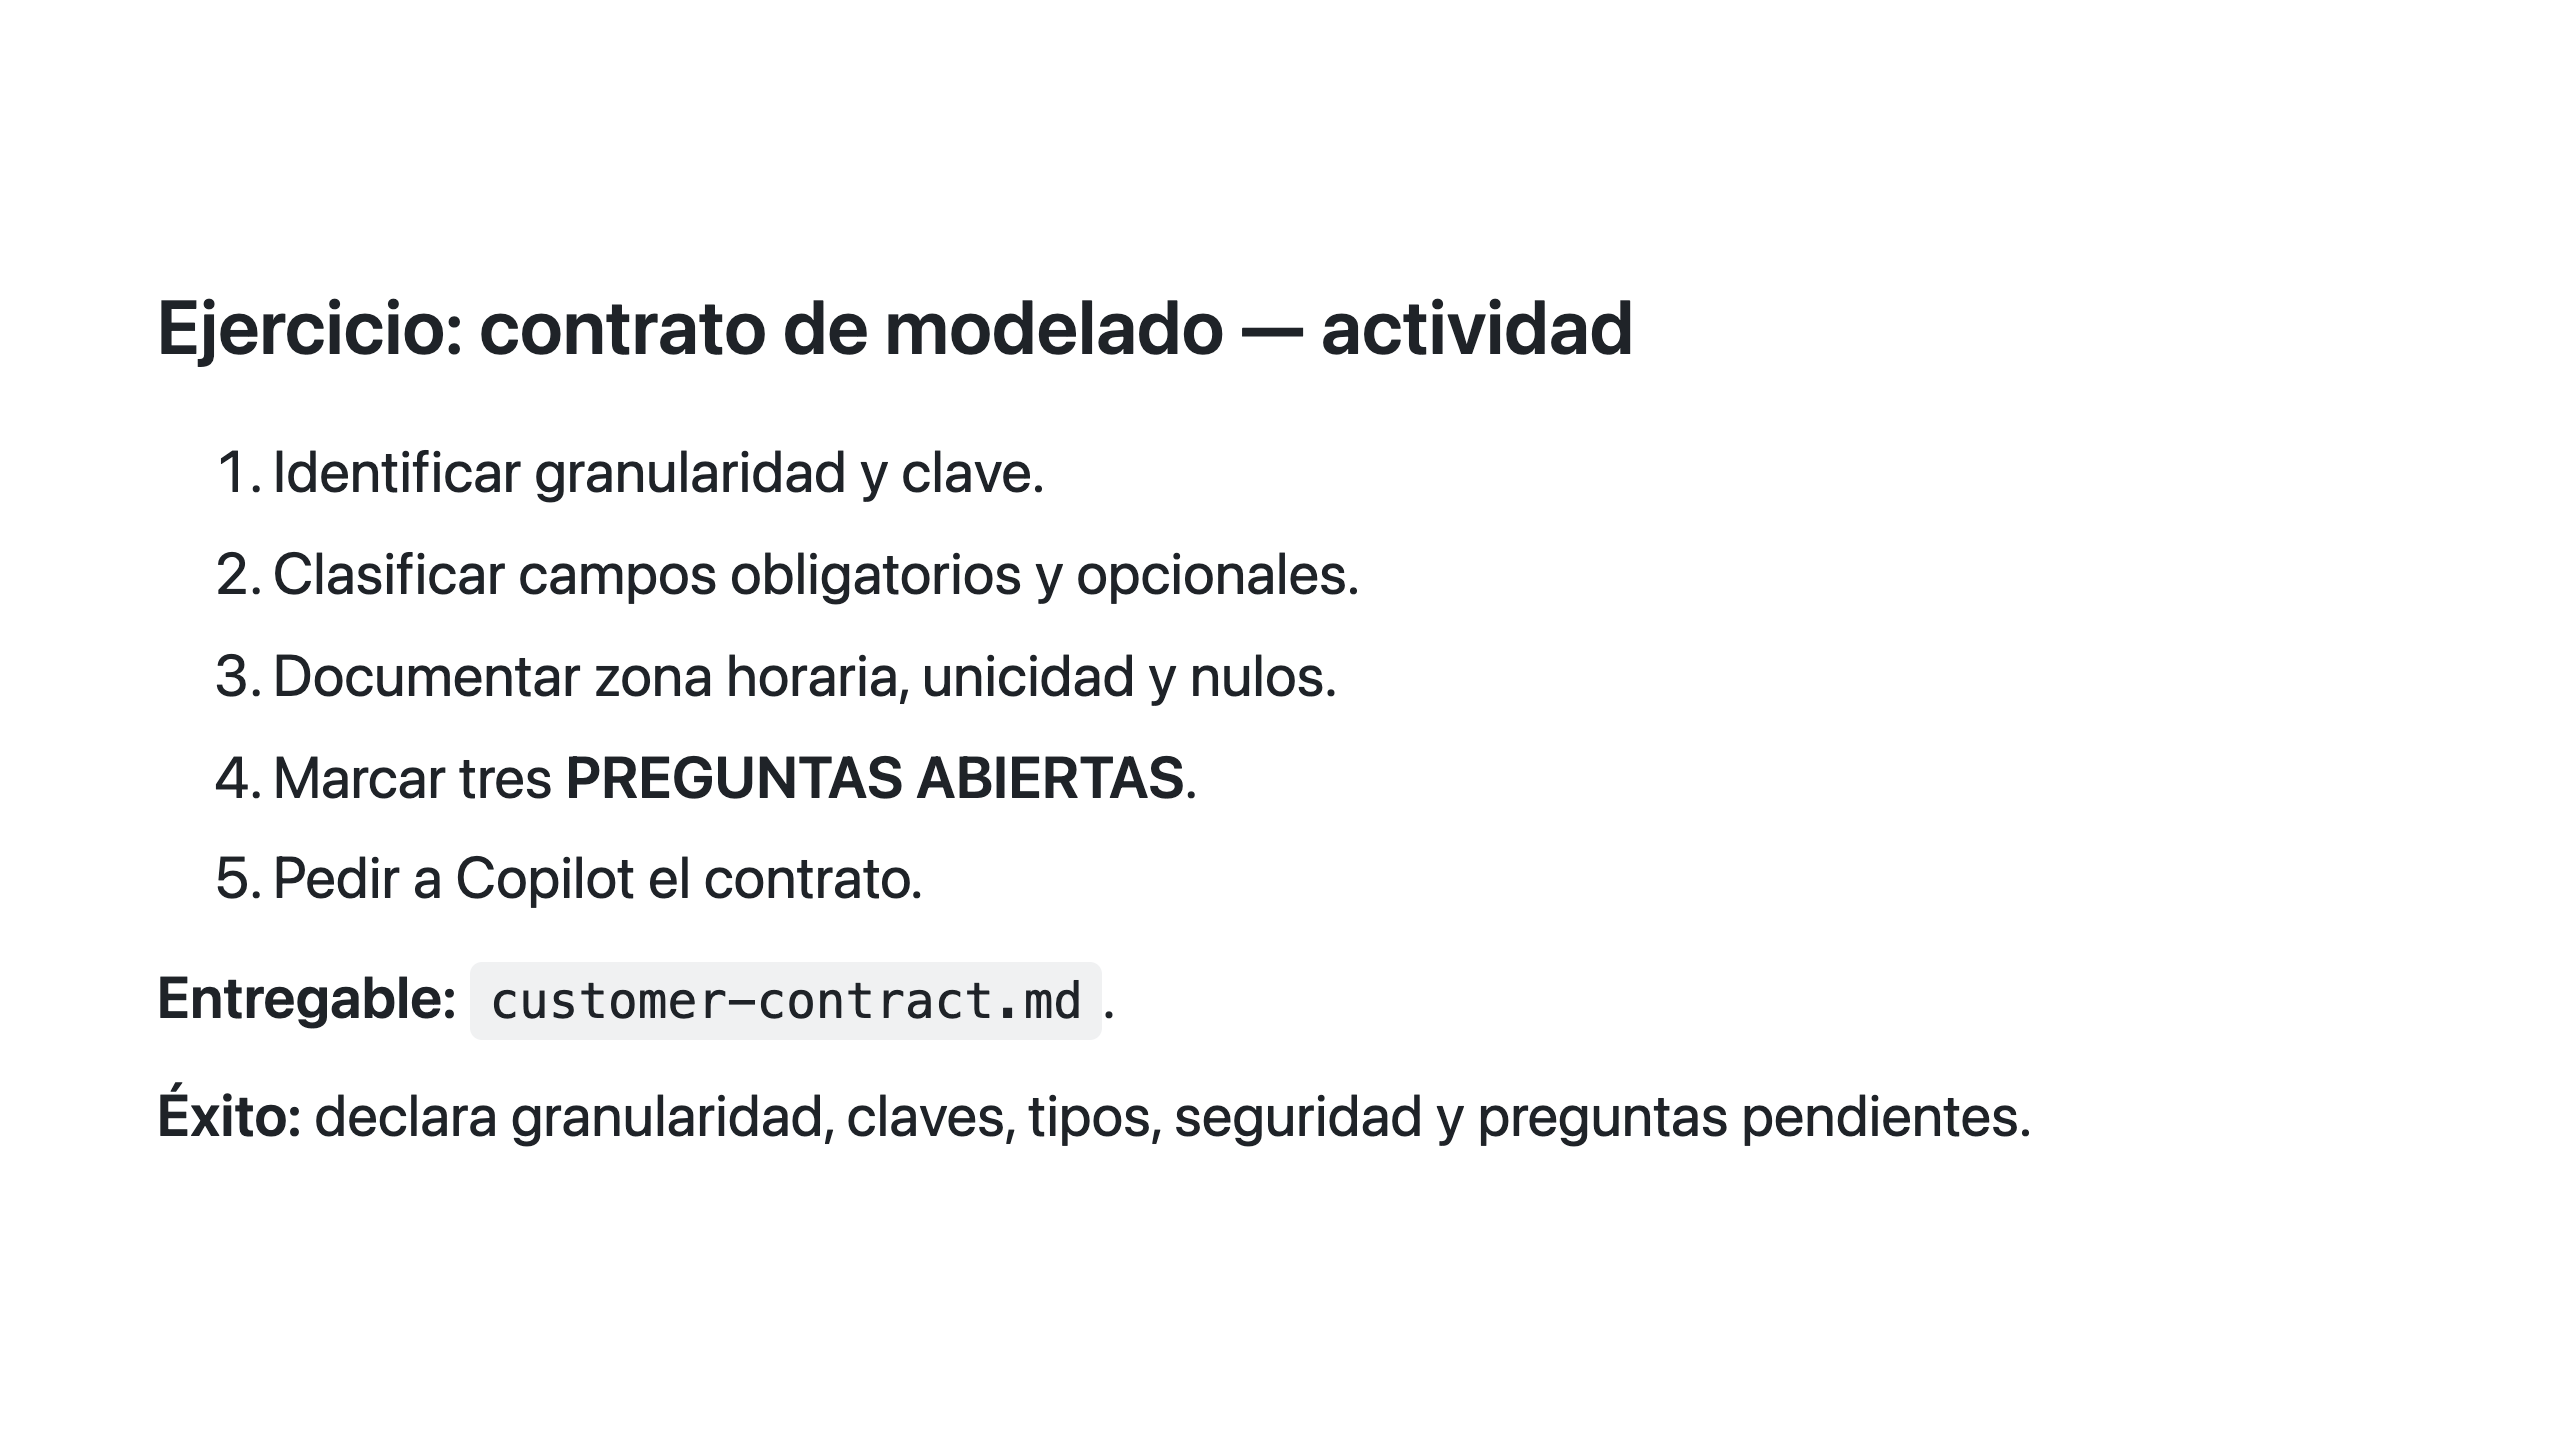 Ejercicio: contrato de modelado — actividad
1. Identificar granularidad y clave.
2. Clasificar campos obligatorios y opcionales.
3. Documentar zona horaria, unicidad y nulos.
4. Marcar tres PREGUNTAS ABIERTAS.
5. Pedir a Copilot el contrato.
Entregable: customer-contract.md.
Éxito: declara granularidad, claves, tipos, seguridad y preguntas pendientes.